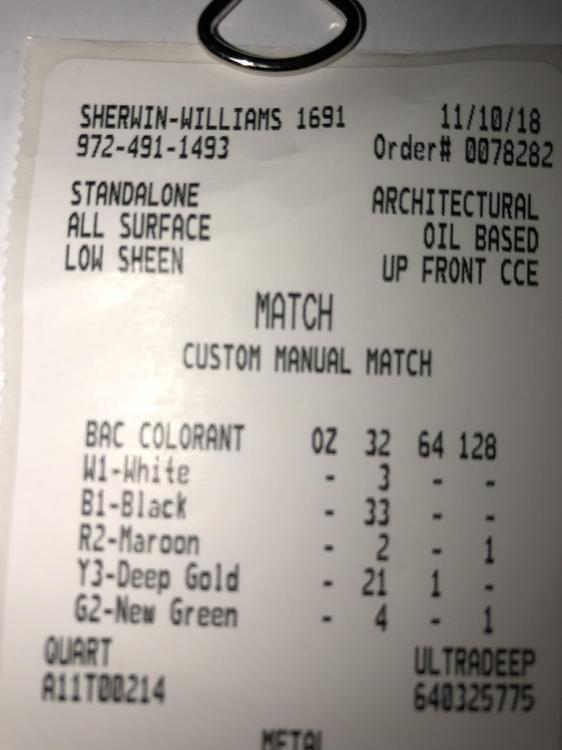 SHERWIN-WILLIAMS 1691 11/10/18
972-491-1493 Order# 0078282
STANDALONE ARCHITECTURAL
ALL SURFACE OIL BASED
LOW SHEEN UP FRONT CCE
MATCH
CUSTOM MANUAL MATCH
BAC COLORANT OZ 32 64 128
W1-White - 3 - -
B1-Black - 33 - -
R2-Maroon - 2 - 1
Y3-Deep Gold - 21 1 -
G2-New Green - 4 - 1
QUART ULTRADEEP
A11T00214 640325775
METAL